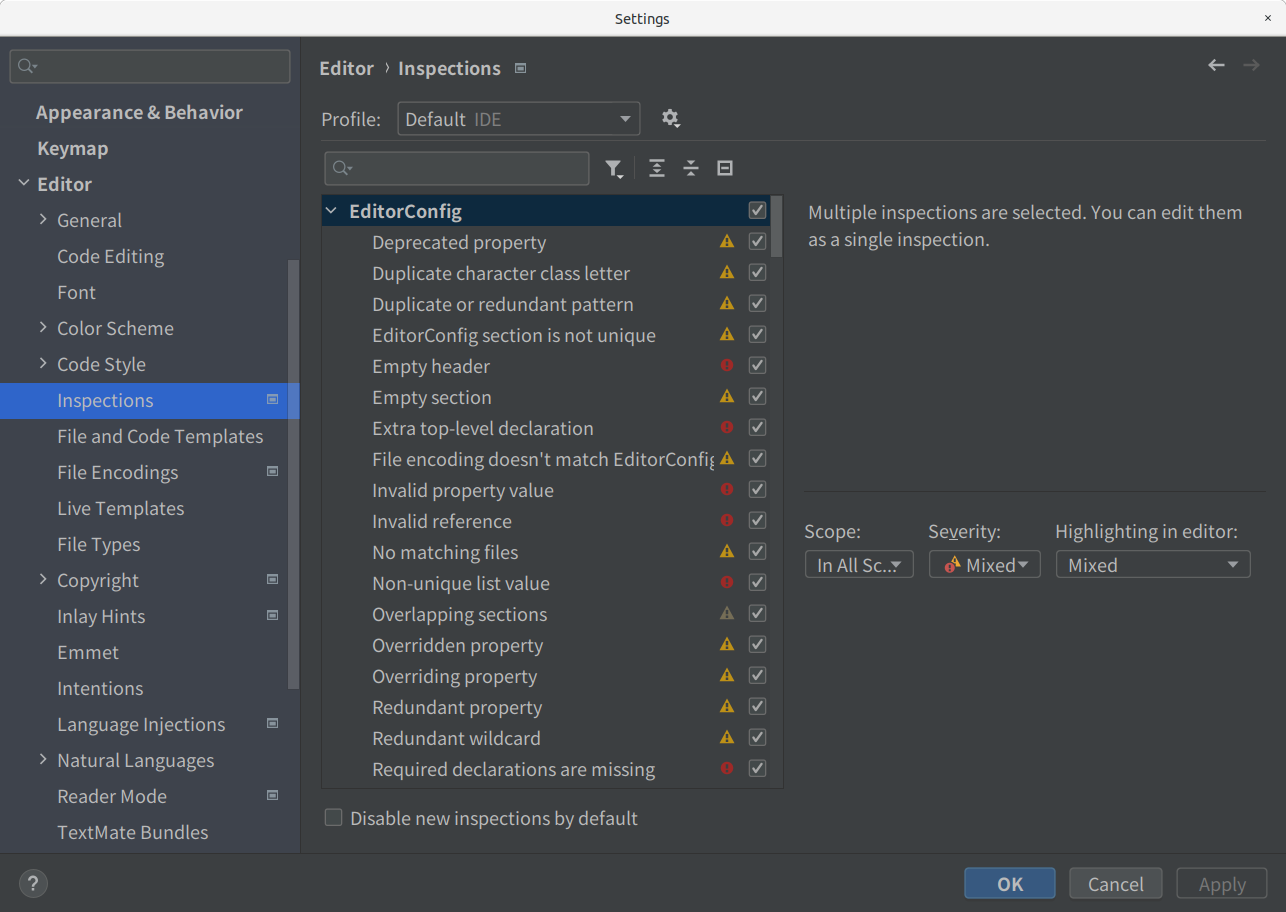 Settings
×
Appearance & Behavior
Keymap
Editor
General
Code Editing
Font
Color Scheme
Code Style
Inspections
File and Code Templates
File Encodings
Live Templates
File Types
Copyright
Inlay Hints
Emmet
Intentions
Language Injections
Natural Languages
Reader Mode
TextMate Bundles
Editor › Inspections
Profile: Default IDE
EditorConfig
Deprecated property
Duplicate character class letter
Duplicate or redundant pattern
EditorConfig section is not unique
Empty header
Empty section
Extra top-level declaration
File encoding doesn't match EditorConfig
Invalid property value
Invalid reference
No matching files
Non-unique list value
Overlapping sections
Overridden property
Overriding property
Redundant property
Redundant wildcard
Required declarations are missing
Disable new inspections by default
Multiple inspections are selected. You can edit them
as a single inspection.
Scope: Severity: Highlighting in editor:
In All Sc... Mixed Mixed
? OK Cancel Apply